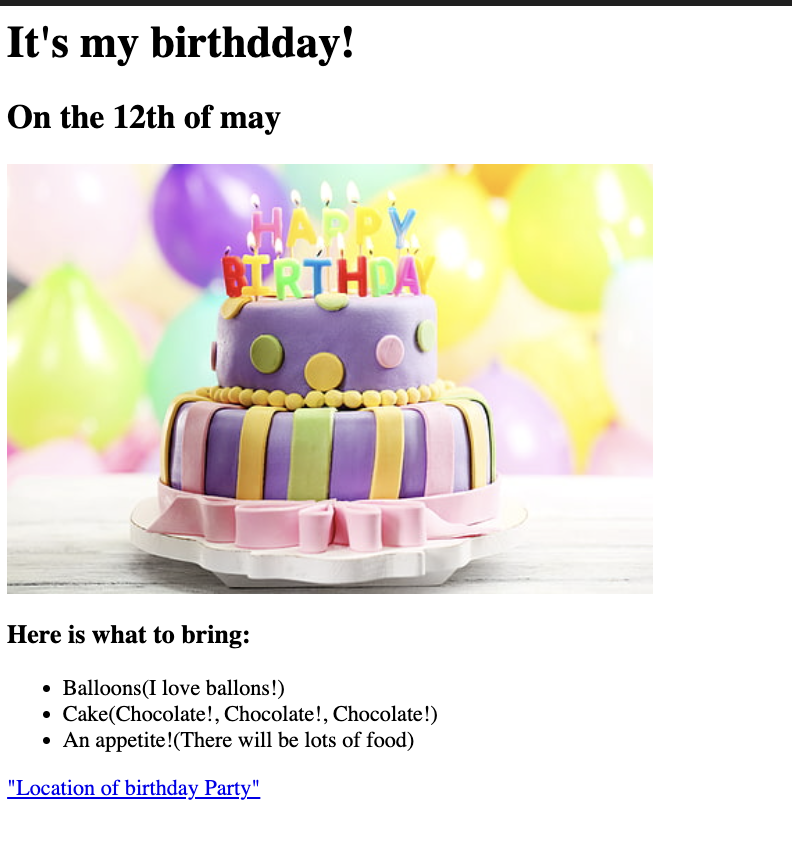 It's my birthdday!
On the 12th of may
HAPPY
BIRTHDAY
Here is what to bring:
Balloons(I love ballons!)
Cake(Chocolate!, Chocolate!, Chocolate!)
An appetite!(There will be lots of food)
"Location of birthday Party"